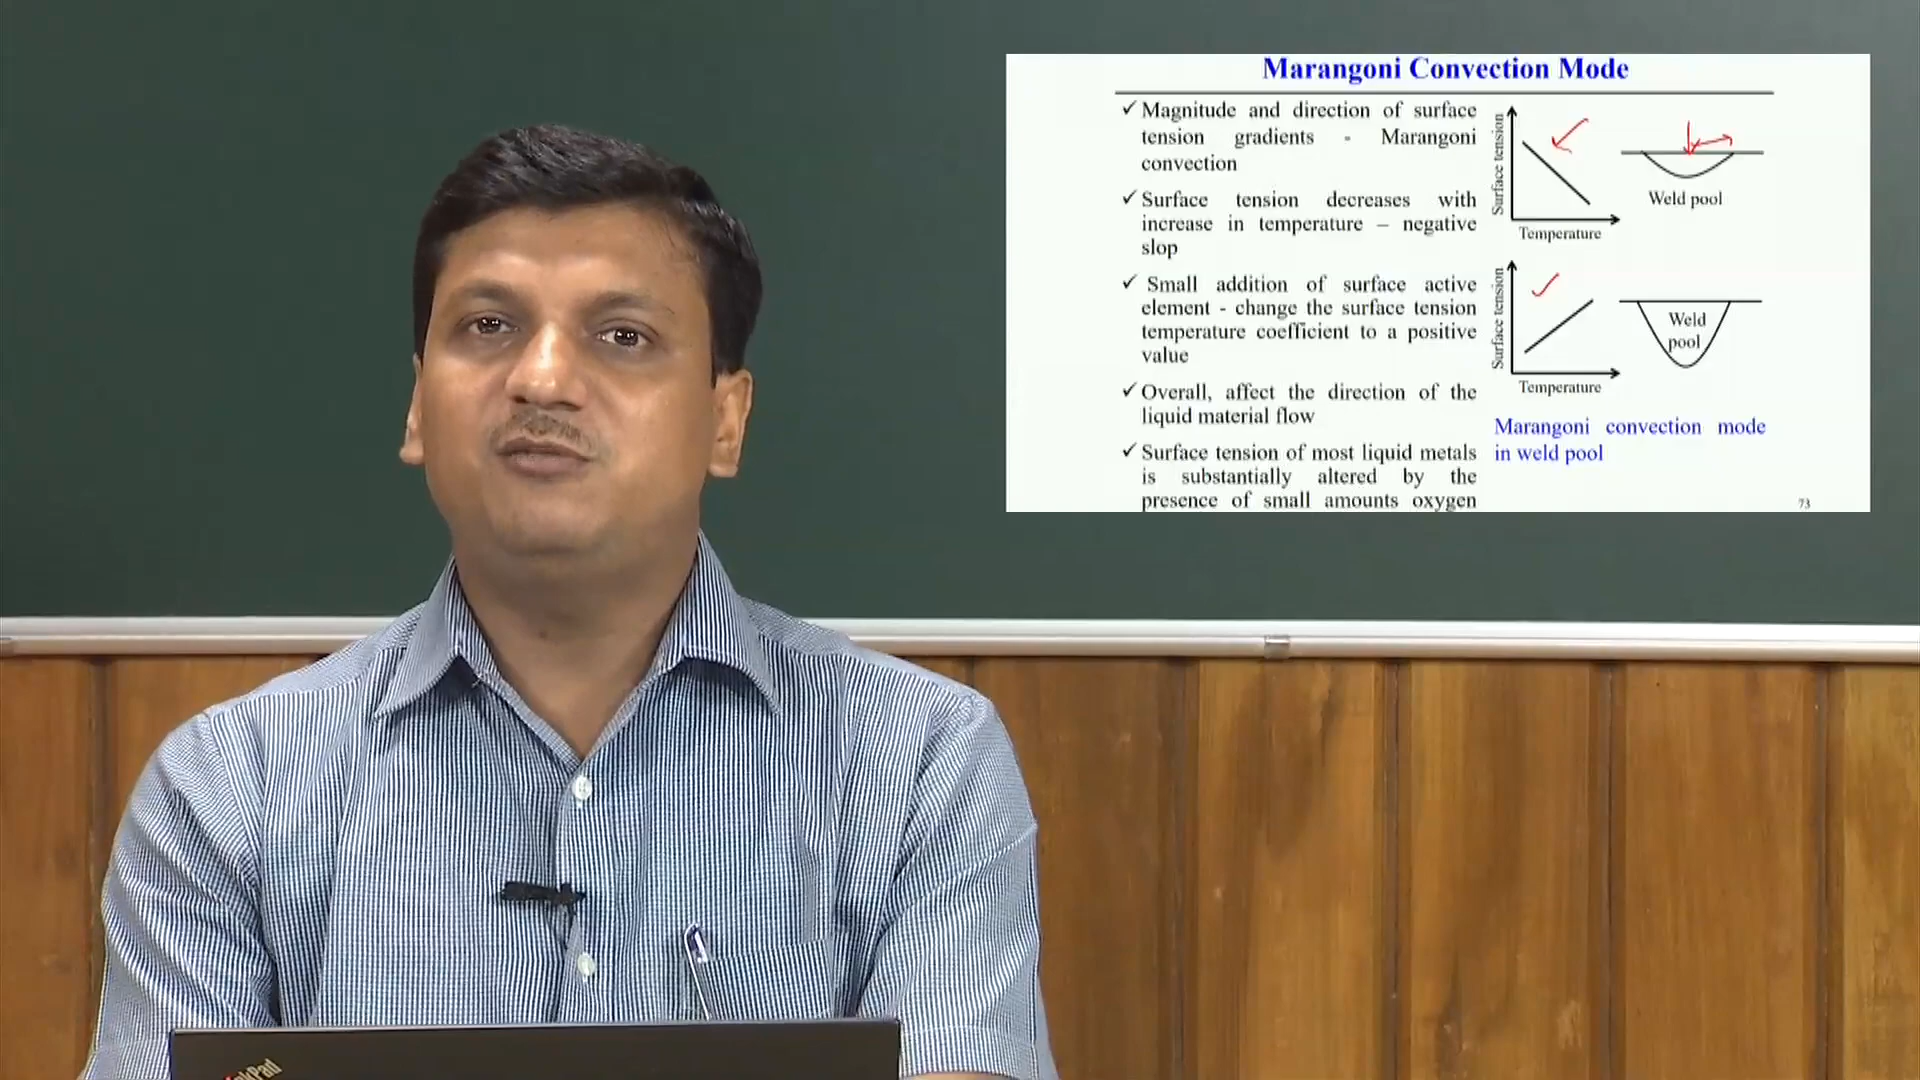 Marangoni Convection Mode
✓ Magnitude and direction of surface
tension gradients - Marangoni
convection
✓ Surface tension decreases with
increase in temperature – negative
slop
✓ Small addition of surface active
element - change the surface tension
temperature coefficient to a positive
value
✓ Overall, affect the direction of the
liquid material flow
✓ Surface tension of most liquid metals
is substantially altered by the
presence of small amounts oxygen
Surface tension
Temperature
Weld pool
Surface tension
Temperature
Weld
pool
Marangoni convection mode
in weld pool
73